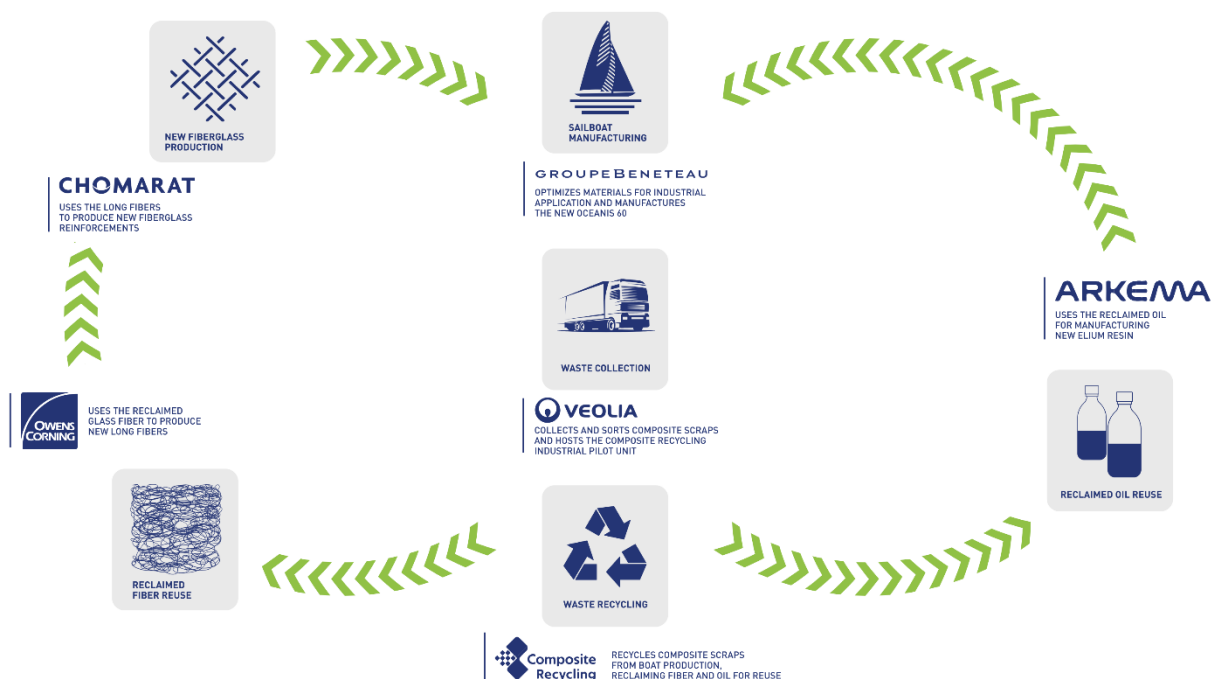 NEW FIBERGLASS
PRODUCTION
CHOMARAT
USES THE LONG FIBERS
TO PRODUCE NEW FIBERGLASS
REINFORCEMENTS
SAILBOAT
MANUFACTURING
GROUPE BENETEAU
OPTIMIZES MATERIALS FOR INDUSTRIAL
APPLICATION AND MANUFACTURES
THE NEW OCEANIS 60
WASTE COLLECTION
VEOLIA
COLLECTS AND SORTS COMPOSITE SCRAPS
AND HOSTS THE COMPOSITE RECYCLING
INDUSTRIAL PILOT UNIT
ARKEMA
USES THE RECLAIMED OIL
FOR MANUFACTURING
NEW ELIUM RESIN
RECLAIMED OIL REUSE
OWENS
CORNING
USES THE RECLAIMED
GLASS FIBER TO PRODUCE
NEW LONG FIBERS
RECLAIMED
FIBER REUSE
WASTE RECYCLING
Composite
Recycling
RECYCLES COMPOSITE SCRAPS
FROM BOAT PRODUCTION,
RECLAIMING FIBER AND OIL FOR REUSE